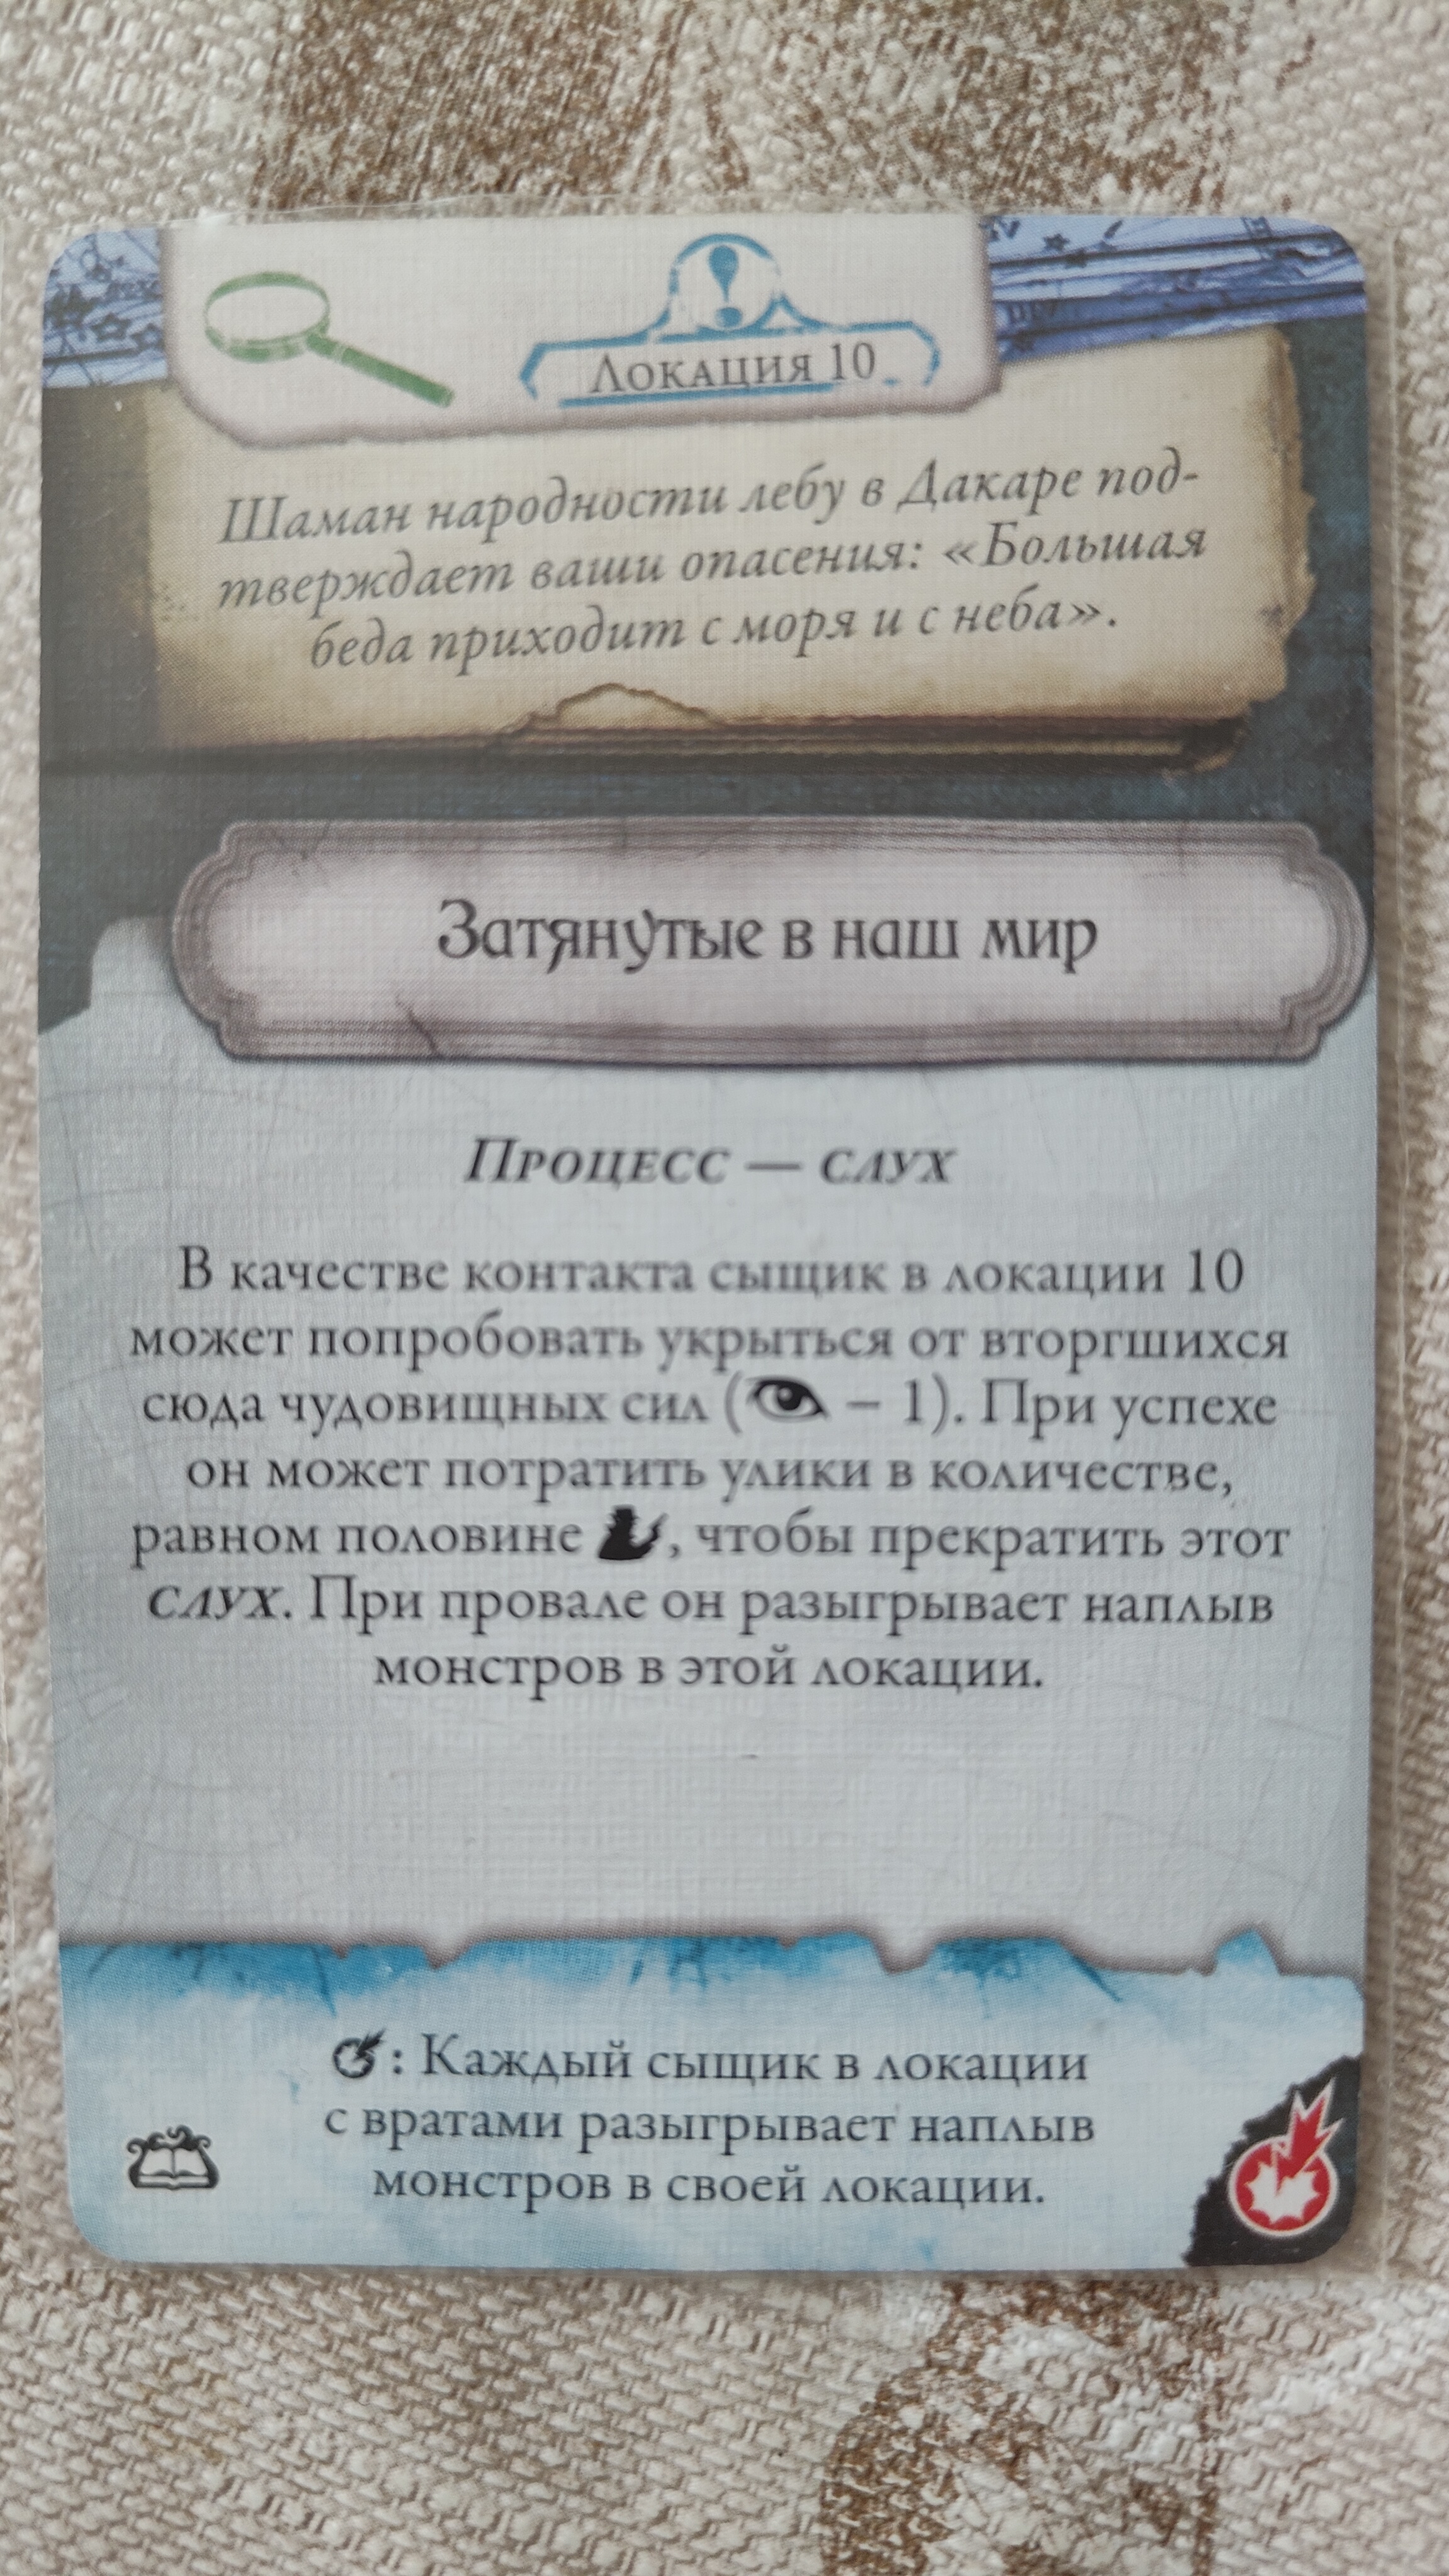 Локация 10
Шаман народности лебу в Дакаре под-
тверждает ваши опасения: «Большая
беда приходит с моря и с неба».
Затянутые в наш мир
Процесс — слух
В качестве контакта сыщик в локации 10
может попробовать укрыться от вторгшихся
сюда чудовищных сил ( – 1). При успехе
он может потратить улики в количестве,
равном половине , чтобы прекратить этот
слух. При провале он разыгрывает наплыв
монстров в этой локации.
: Каждый сыщик в локации
с вратами разыгрывает наплыв
монстров в своей локации.